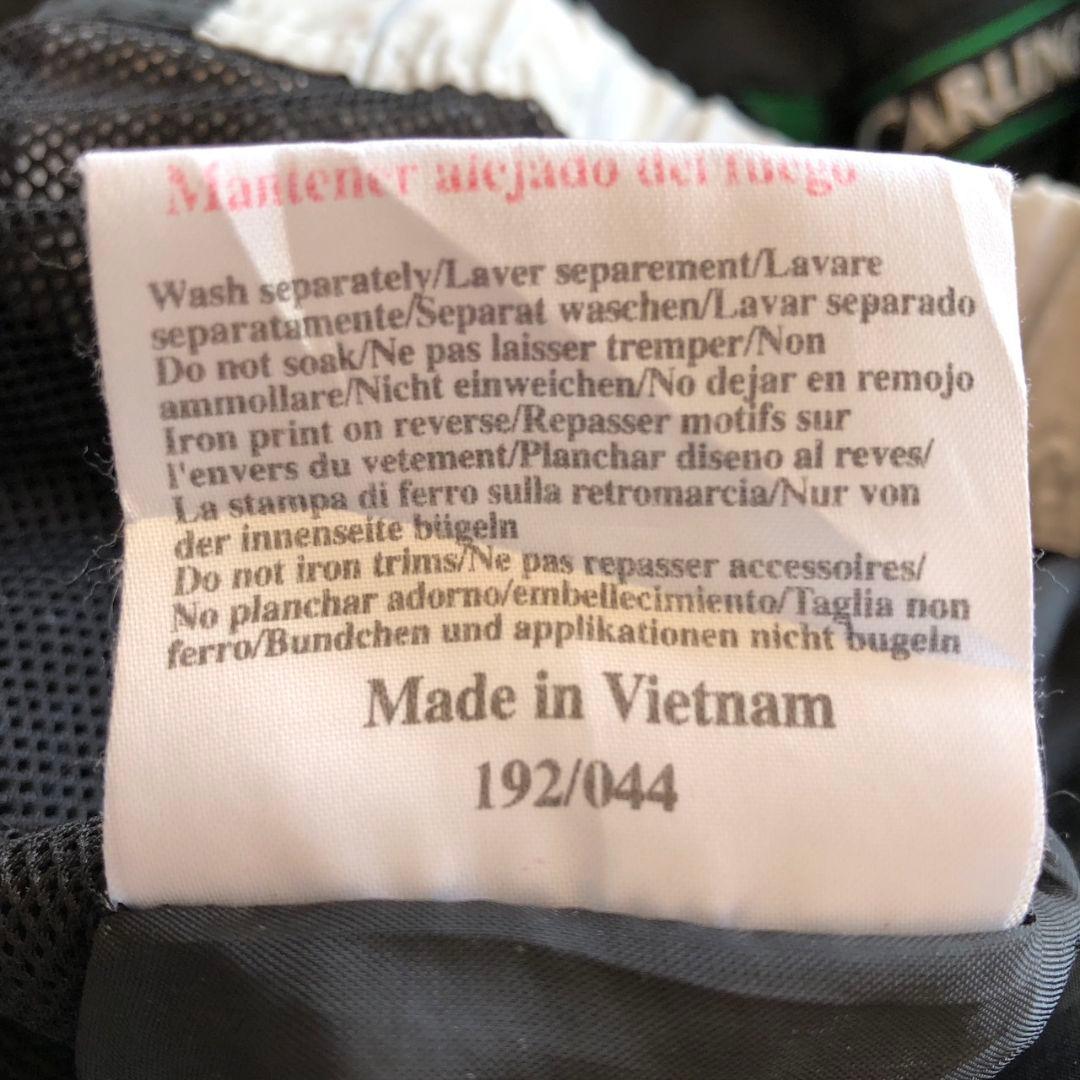 CARLING
Mantener alejado del fuego
Wash separately/Laver separement/Lavare
separatamente/Separat waschen/Lavar separado
Do not soak/Ne pas laisser tremper/Non
ammollare/Nicht einweichen/No dejar en remojo
Iron print on reverse/Repasser motifs sur
l'envers du vetement/Planchar diseno al reves/
La stampa di ferro sulla retromarcia/Nur von
der innenseite bügeln
Do not iron trims/Ne pas repasser accessoires/
No planchar adorno/embellecimiento/Taglia non
ferro/Bundchen und applikationen nicht bugeln
Made in Vietnam
192/044